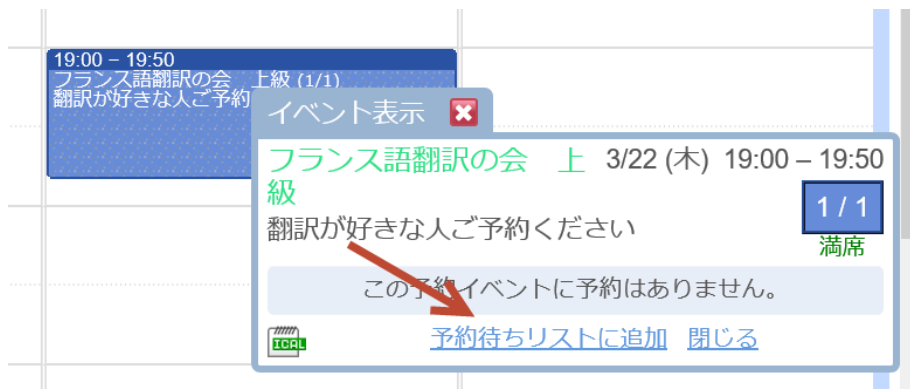 19:00 – 19:50
フランス語翻訳の会　上級 (1/1)
翻訳が好きな人ご予約
イベント表示
フランス語翻訳の会　上
級
3/22 (木) 19:00 – 19:50
1 / 1
満席
翻訳が好きな人ご予約ください
この予約イベントに予約はありません。
ICAL
予約待ちリストに追加 閉じる